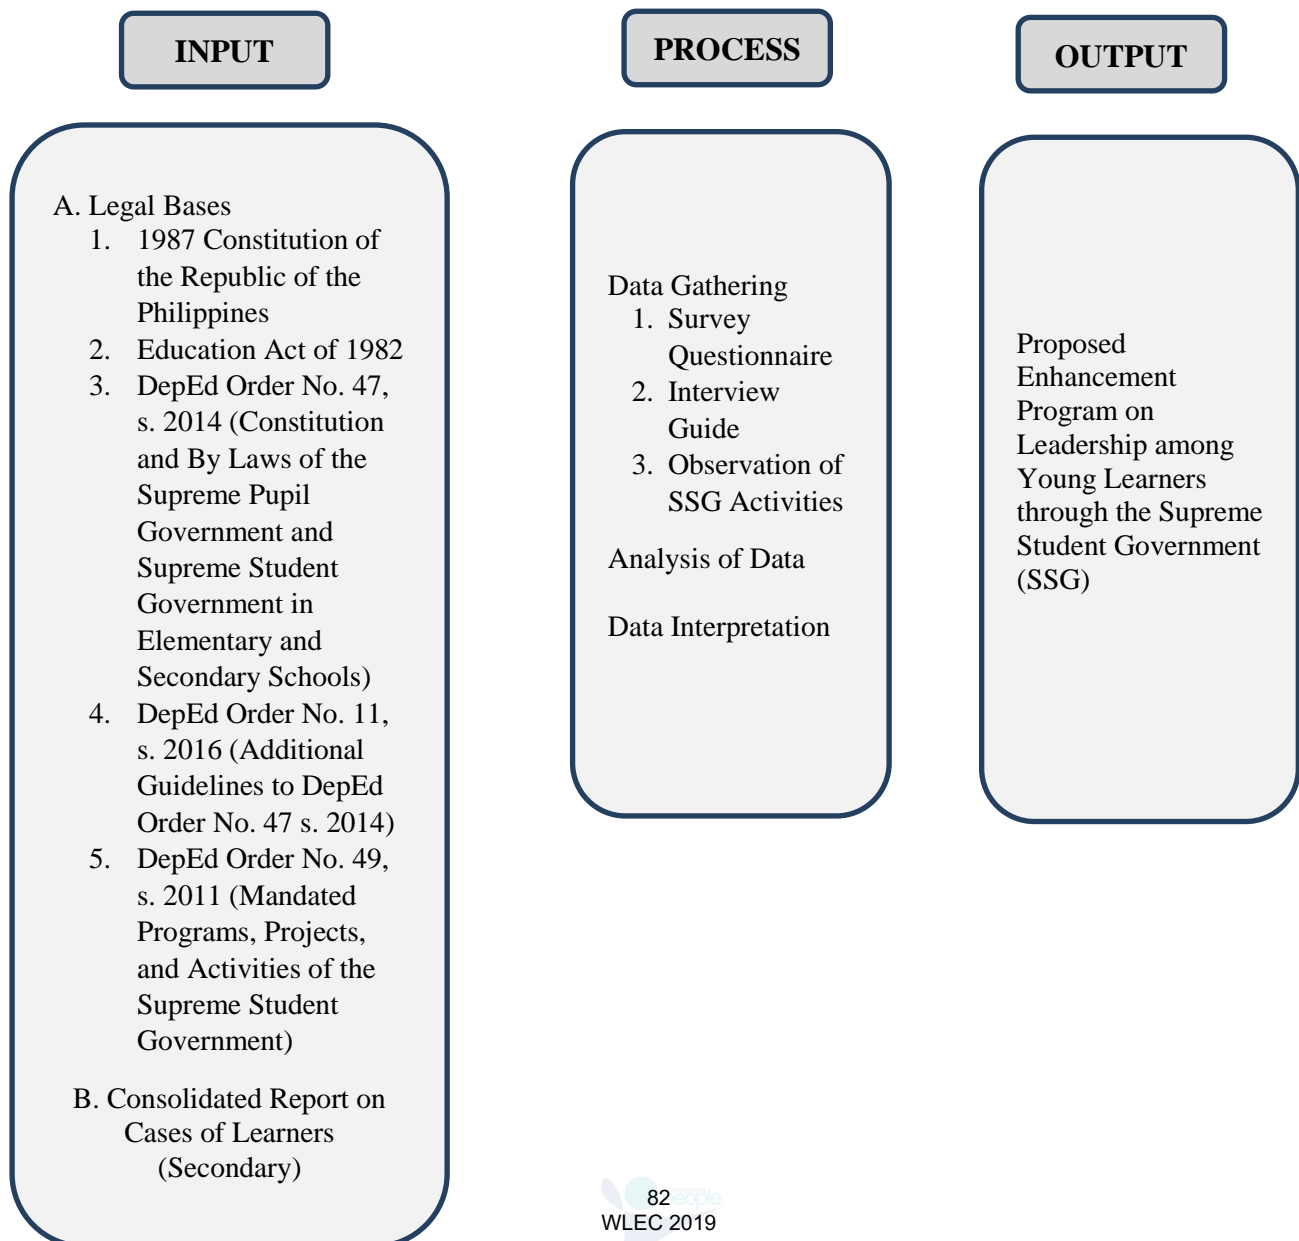 INPUT
A. Legal Bases
1. 1987 Constitution of
the Republic of the
Philippines
2. Education Act of 1982
3. DepEd Order No. 47,
s. 2014 (Constitution
and By Laws of the
Supreme Pupil
Government and
Supreme Student
Government in
Elementary and
Secondary Schools)
4. DepEd Order No. 11,
s. 2016 (Additional
Guidelines to DepEd
Order No. 47 s. 2014)
5. DepEd Order No. 49,
s. 2011 (Mandated
Programs, Projects,
and Activities of the
Supreme Student
Government)
B. Consolidated Report on
Cases of Learners
(Secondary)
PROCESS
Data Gathering
1. Survey
Questionnaire
2. Interview
Guide
3. Observation of
SSG Activities
Analysis of Data
Data Interpretation
OUTPUT
Proposed
Enhancement
Program on
Leadership among
Young Learners
through the Supreme
Student Government
(SSG)
82
people
WLEC 2019